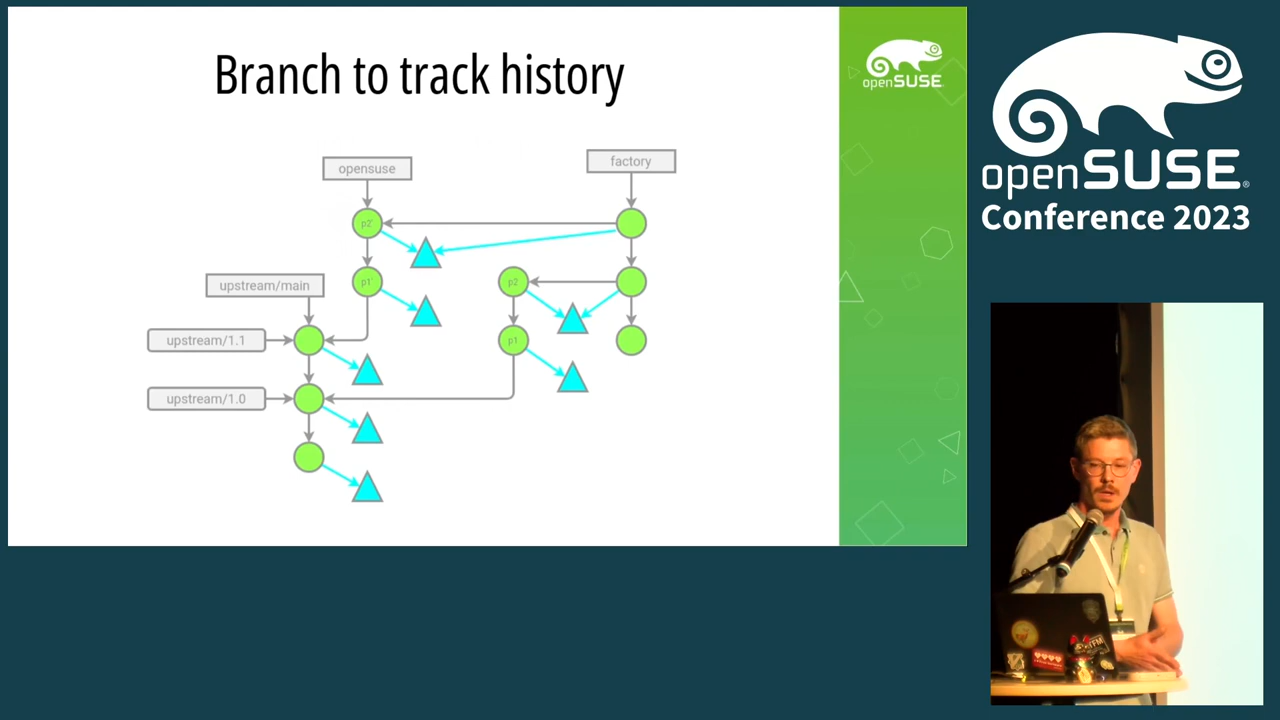 Branch to track history
openSUSE
opensuse
factory
p2'
upstream/main
p1'
p2
upstream/1.1
p1
upstream/1.0
openSUSE
Conference 2023